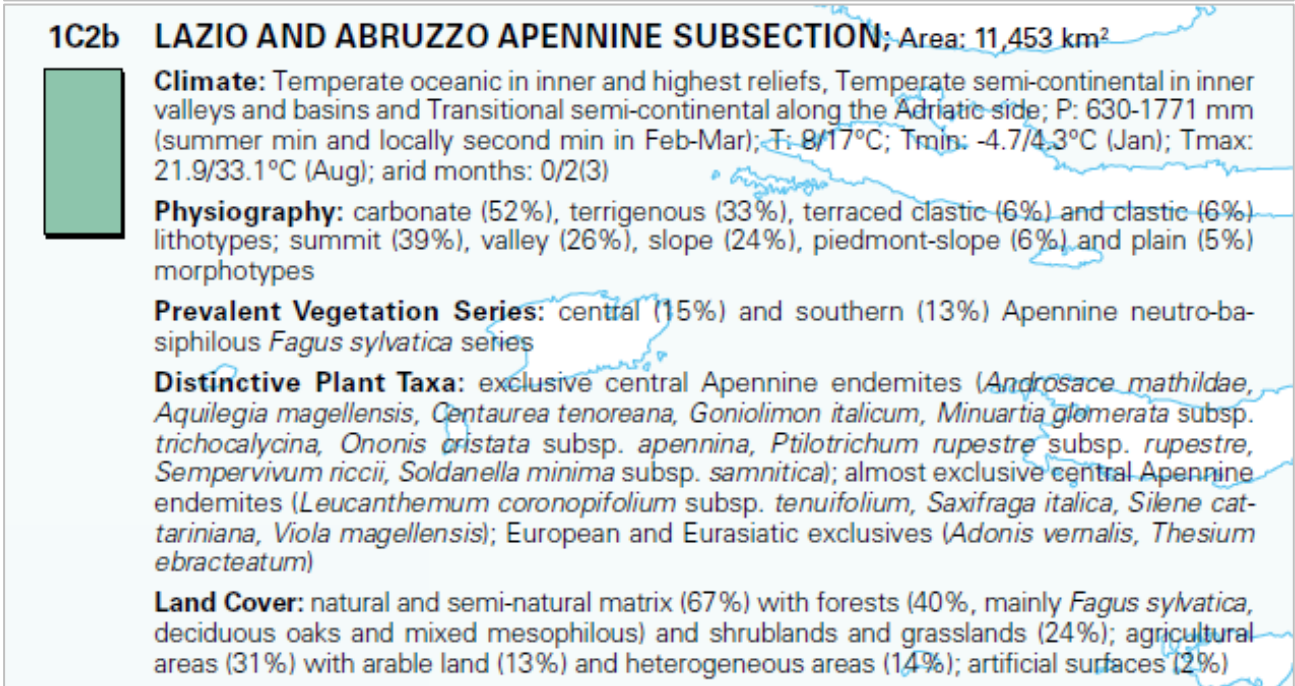 1C2b LAZIO AND ABRUZZO APENNINE SUBSECTION; Area: 11,453 km²
Climate: Temperate oceanic in inner and highest reliefs, Temperate semi-continental in inner
valleys and basins and Transitional semi-continental along the Adriatic side; P: 630-1771 mm
(summer min and locally second min in Feb-Mar); T: 8/17°C; Tmin: -4.7/4.3°C (Jan); Tmax:
21.9/33.1°C (Aug); arid months: 0/2(3)
Physiography: carbonate (52%), terrigenous (33%), terraced clastic (6%) and clastic (6%)
lithotypes; summit (39%), valley (26%), slope (24%), piedmont-slope (6%) and plain (5%)
morphotypes
Prevalent Vegetation Series: central (15%) and southern (13%) Apennine neutro-ba-
siphilous Fagus sylvatica series
Distinctive Plant Taxa: exclusive central Apennine endemites (Androsace mathildae,
Aquilegia magellensis, Centaurea tenoreana, Goniolimon italicum, Minuartia glomerata subsp.
trichocalycina, Ononis cristata subsp. apennina, Ptilotrichum rupestre subsp. rupestre,
Sempervivum riccii, Soldanella minima subsp. samnitica); almost exclusive central Apennine
endemites (Leucanthemum coronopifolium subsp. tenuifolium, Saxifraga italica, Silene cat-
tariniana, Viola magellensis); European and Eurasiatic exclusives (Adonis vernalis, Thesium
ebracteatum)
Land Cover: natural and semi-natural matrix (67%) with forests (40%, mainly Fagus sylvatica,
deciduous oaks and mixed mesophilous) and shrublands and grasslands (24%); agricultural
areas (31%) with arable land (13%) and heterogeneous areas (14%); artificial surfaces (2%)